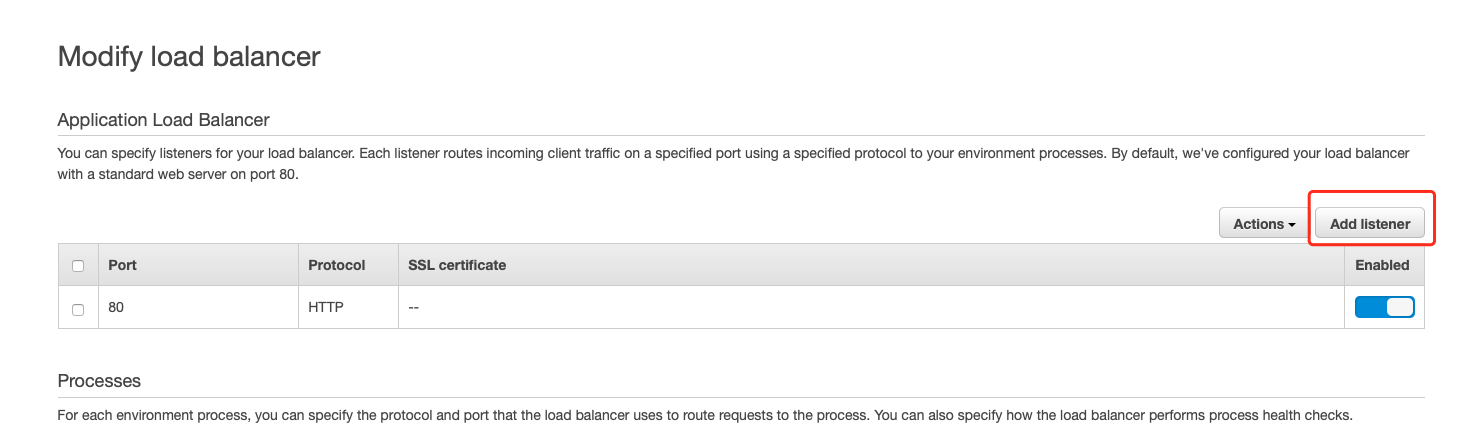 Modify load balancer
Application Load Balancer
You can specify listeners for your load balancer. Each listener routes incoming client traffic on a specified port using a specified protocol to your environment processes. By default, we've configured your load balancer
with a standard web server on port 80.
Actions Add listener
Port Protocol SSL certificate Enabled
80 HTTP --
Processes
For each environment process, you can specify the protocol and port that the load balancer uses to route requests to the process. You can also specify how the load balancer performs process health checks.